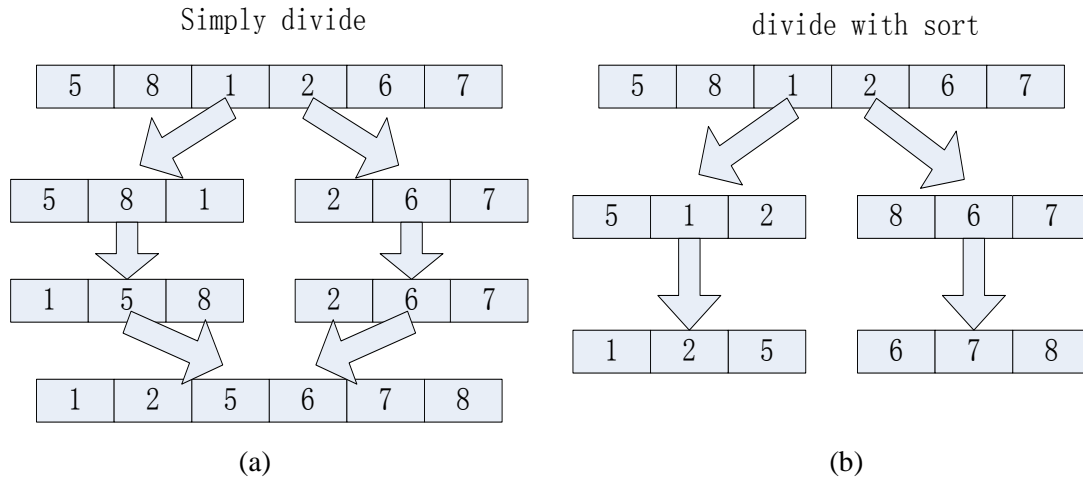 Simply divide
5 8 1 2 6 7
5 8 1
2 6 7
1 5 8
2 6 7
1 2 5 6 7 8
(a)
divide with sort
5 8 1 2 6 7
5 1 2
8 6 7
1 2 5
6 7 8
(b)